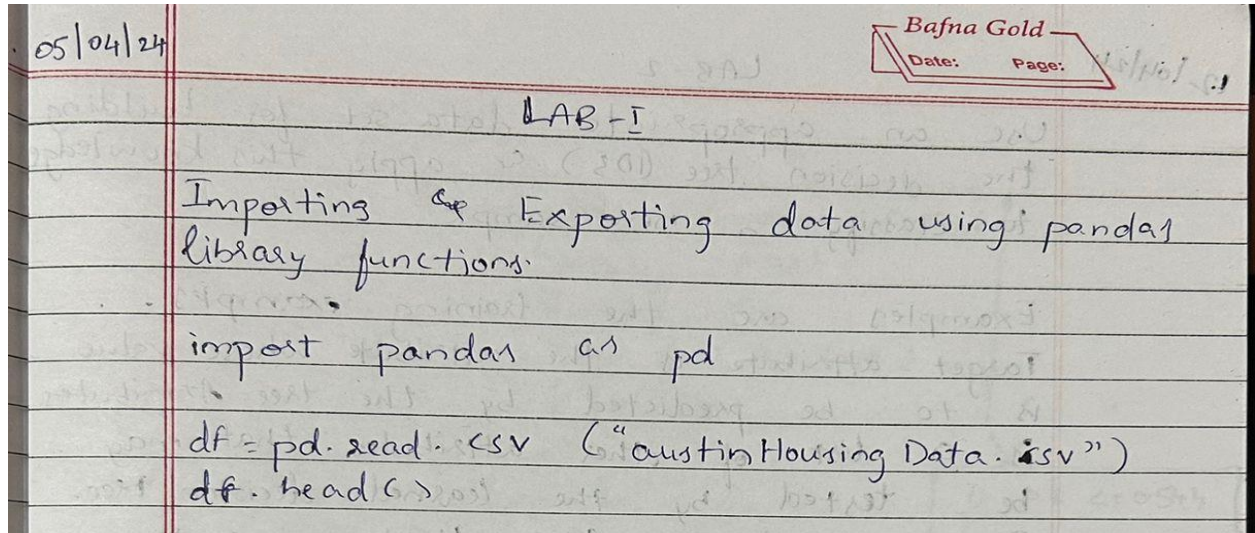 05/04/24
Bafna Gold
Date: Page:
LAB-I
Importing & Exporting data using pandas
library functions.
import pandas as pd
df = pd.read.csv ("austinHousing Data.csv")
df.head()